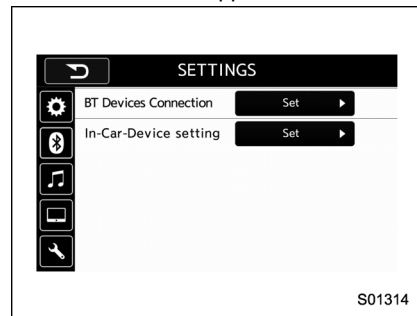 SETTINGS
BT Devices Connection Set
In-Car-Device setting Set
S01314